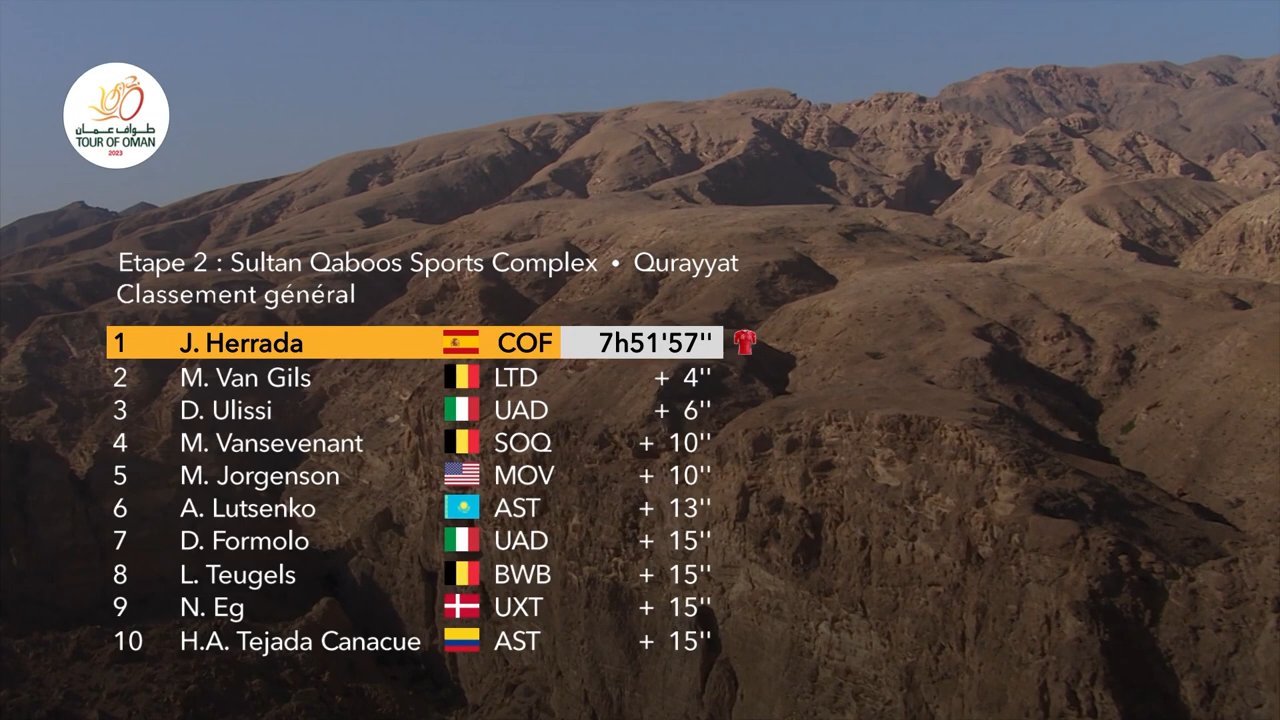 طواف عمان
TOUR OF OMAN
2023
Etape 2 : Sultan Qaboos Sports Complex • Qurayyat
Classement général
1 J. Herrada COF 7h51'57''
2 M. Van Gils LTD + 4''
3 D. Ulissi UAD + 6''
4 M. Vansevenant SOQ + 10''
5 M. Jorgenson MOV + 10''
6 A. Lutsenko AST + 13''
7 D. Formolo UAD + 15''
8 L. Teugels BWB + 15''
9 N. Eg UXT + 15''
10 H.A. Tejada Canacue AST + 15''